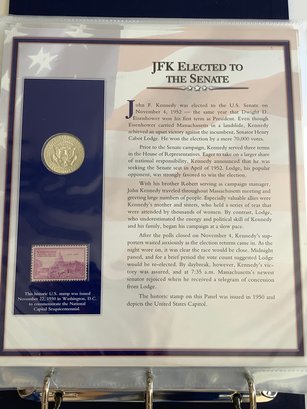 JFK ELECTED TO
THE SENATE
John F. Kennedy was elected to the U.S. Senate on
November 4, 1952 — the same year that Dwight D.
Eisenhower won his first term as President. Even though
Eisenhower carried Massachusetts in a landslide, Kennedy
achieved an upset victory against the incumbent, Senator Henry
Cabot Lodge. He won the election by a mere 70,000 votes.
Prior to the Senate campaign, Kennedy served three terms in
the House of Representatives. Eager to take on a larger share
of national responsibility, Kennedy announced that he was
seeking the Senate seat in April of 1952. Lodge, his popular
opponent, was strongly favored to win the election.
With his brother Robert serving as campaign manager,
John Kennedy traveled throughout Massachusetts meeting and
greeting large numbers of people. Especially valuable allies were
Kennedy's mother and sisters, who held a series of teas that
were attended by thousands of women. By contrast, Lodge, who
underestimated the energy and political skill of Kennedy
and his family, began his campaign at a slow pace.
After the polls closed on November 4, Kennedy's sup-
porters waited anxiously as the election returns came in. As the
night wore on, it was clear the race would be close. Midnight
passed, and for a brief period the vote count suggested Lodge
would be re-elected. By daybreak, however, Kennedy's vic-
tory was assured, and at 7:35 a.m. Massachusetts's newest
senator rejoiced when he received a telegram of concession
from Lodge.
The historic stamp on this Panel was issued in 1950 and
depicts the United States Capitol.
This historic U.S. stamp was issued
November 22, 1950 in Washington, D.C.
to commemorate the National
Capital Sesquicentennial.